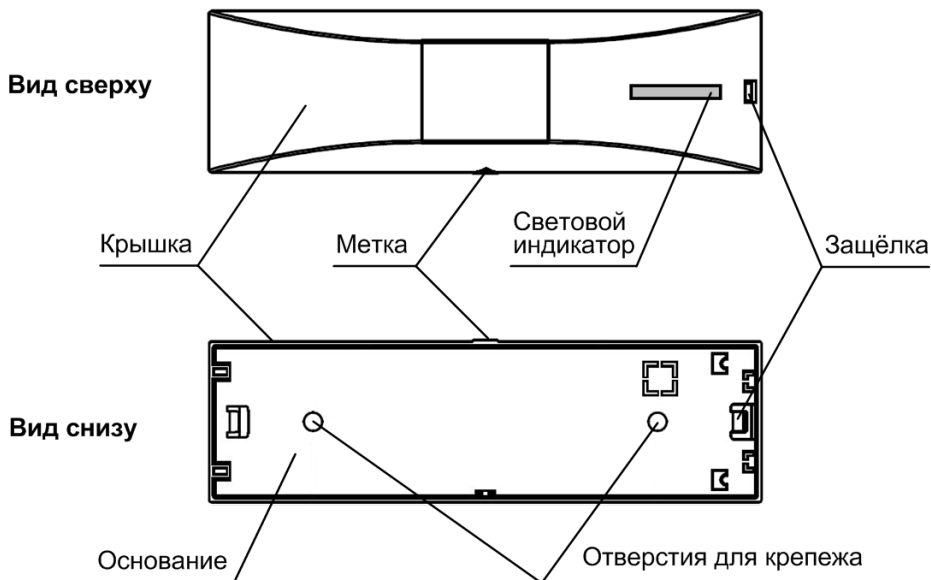 Вид сверху
Крышка
Метка
Световой
индикатор
Защёлка
Вид снизу
Основание
Отверстия для крепежа